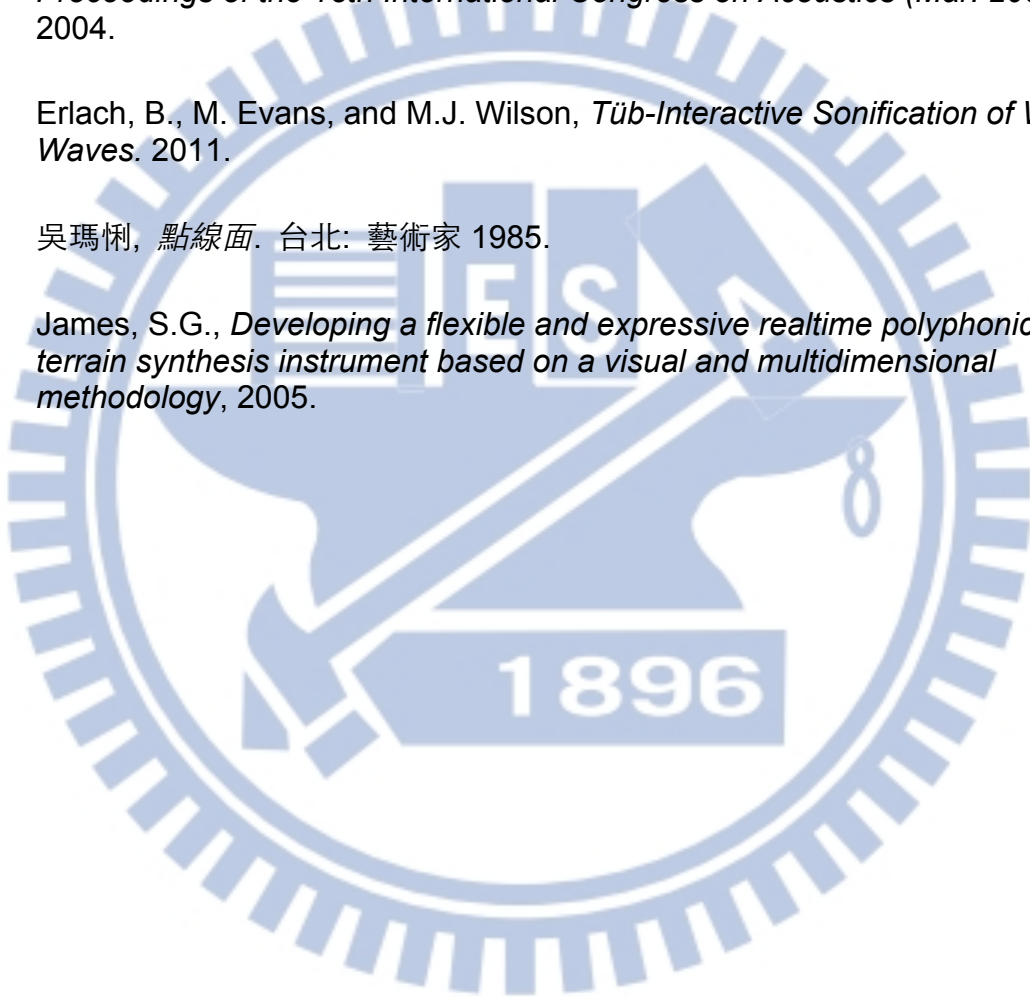 2004.
Erlach, B., M. Evans, and M.J. Wilson, Tüb-Interactive Sonification of
Waves. 2011.
吳瑪悧, 點線面. 台北: 藝術家 1985.
James, S.G., Developing a flexible and expressive realtime polyphonic
terrain synthesis instrument based on a visual and multidimensional
methodology, 2005.
E S A
8
1896